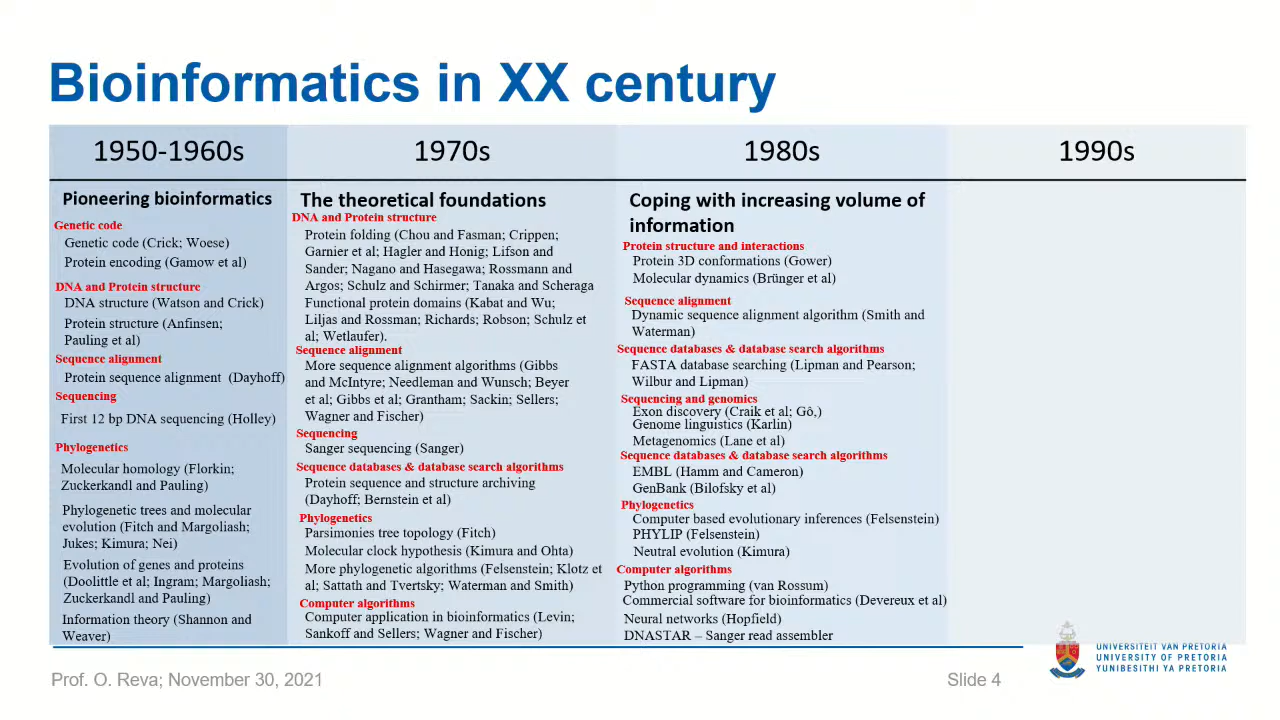 Bioinformatics in XX century
1950-1960s
1970s
1980s
1990s
Pioneering bioinformatics
Genetic code
Genetic code (Crick; Woese)
Protein encoding (Gamow et al)
DNA and Protein structure
DNA structure (Watson and Crick)
Protein structure (Anfinsen;
Pauling et al)
Sequence alignment
Protein sequence alignment (Dayhoff)
Sequencing
First 12 bp DNA sequencing (Holley)
Phylogenetics
Molecular homology (Florkin;
Zuckerkandl and Pauling)
Phylogenetic trees and molecular
evolution (Fitch and Margoliash;
Jukes; Kimura; Nei)
Evolution of genes and proteins
(Doolittle et al; Ingram; Margoliash;
Zuckerkandl and Pauling)
Information theory (Shannon and
Weaver)
The theoretical foundations
DNA and Protein structure
Protein folding (Chou and Fasman; Crippen;
Garnier et al; Hagler and Honig; Lifson and
Sander; Nagano and Hasegawa; Rossmann and
Argos; Schulz and Schirmer; Tanaka and Scheraga
Functional protein domains (Kabat and Wu;
Liljas and Rossman; Richards; Robson; Schulz et
al; Wetlaufer).
Sequence alignment
More sequence alignment algorithms (Gibbs
and McIntyre; Needleman and Wunsch; Beyer
et al; Gibbs et al; Grantham; Sackin; Sellers;
Wagner and Fischer)
Sequencing
Sanger sequencing (Sanger)
Sequence databases & database search algorithms
Protein sequence and structure archiving
(Dayhoff; Bernstein et al)
Phylogenetics
Parsimonies tree topology (Fitch)
Molecular clock hypothesis (Kimura and Ohta)
More phylogenetic algorithms (Felsenstein; Klotz et
al; Sattath and Tvertsky; Waterman and Smith)
Computer algorithms
Computer application in bioinformatics (Levin;
Sankoff and Sellers; Wagner and Fischer)
Coping with increasing volume of
information
Protein structure and interactions
Protein 3D conformations (Gower)
Molecular dynamics (Brünger et al)
Sequence alignment
Dynamic sequence alignment algorithm (Smith and
Waterman)
Sequence databases & database search algorithms
FASTA database searching (Lipman and Pearson;
Wilbur and Lipman)
Sequencing and genomics
Exon discovery (Craik et al; Gô,)
Genome linguistics (Karlin)
Metagenomics (Lane et al)
Sequence databases & database search algorithms
EMBL (Hamm and Cameron)
GenBank (Bilofsky et al)
Phylogenetics
Computer based evolutionary inferences (Felsenstein)
PHYLIP (Felsenstein)
Neutral evolution (Kimura)
Computer algorithms
Python programming (van Rossum)
Commercial software for bioinformatics (Devereux et al)
Neural networks (Hopfield)
DNASTAR – Sanger read assembler
Prof. O. Reva; November 30, 2021
Slide 4
UNIVERSITEIT VAN PRETORIA
UNIVERSITY OF PRETORIA
YUNIBESITHI YA PRETORIA